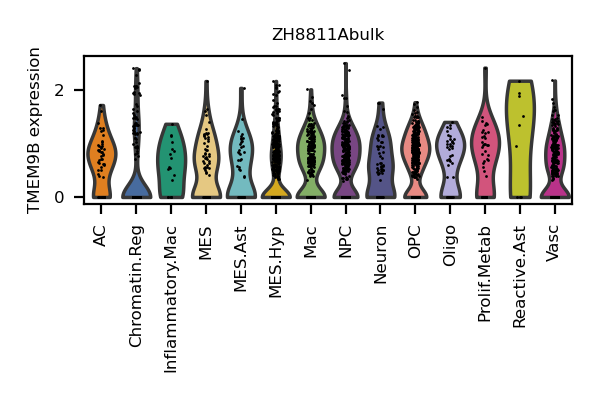 ZH8811Abulk
TMEM9B expression
2
0
AC
Chromatin.Reg
Inflammatory.Mac
MES
MES.Ast
MES.Hyp
Mac
NPC
Neuron
OPC
Oligo
Prolif.Metab
Reactive.Ast
Vasc